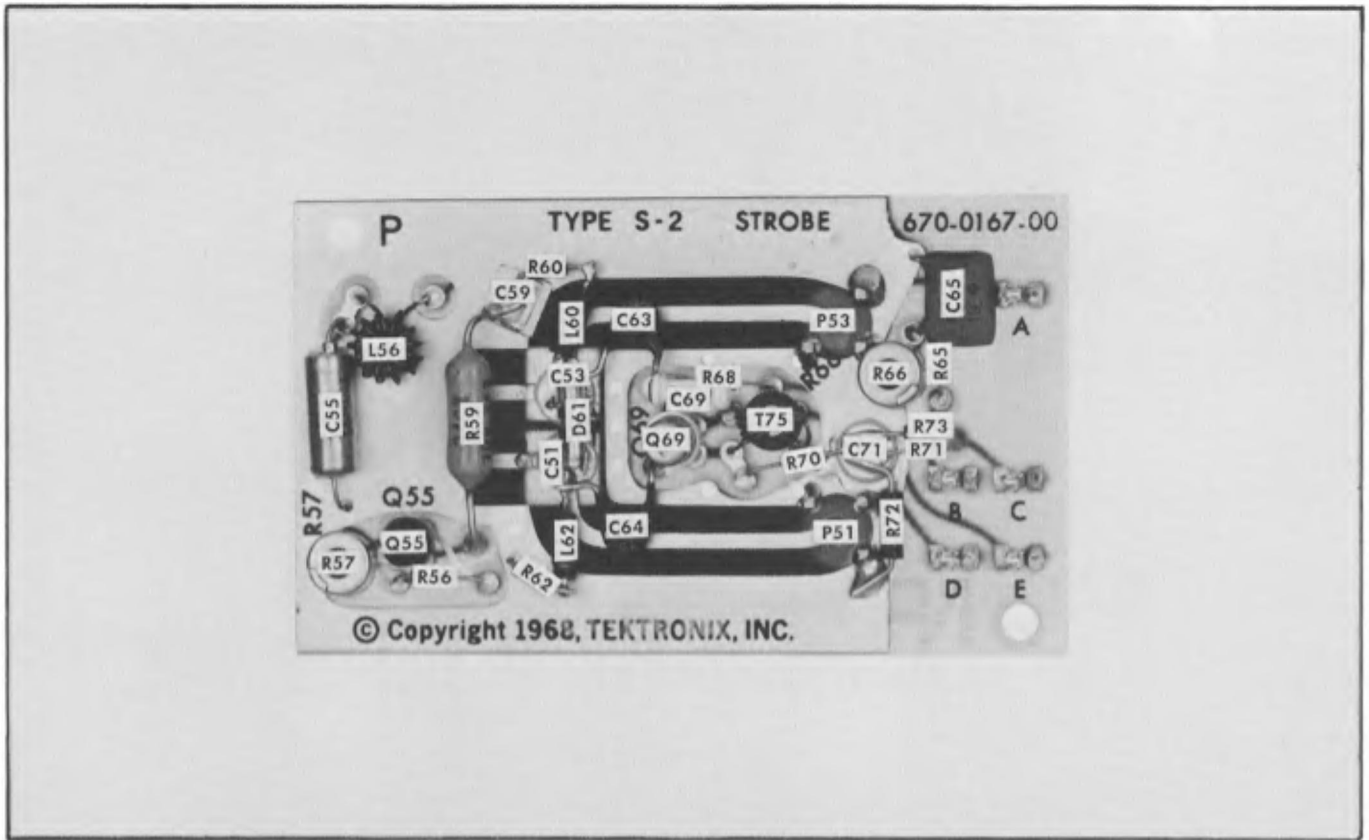 P
TYPE S-2 STROBE
670-0167-00
R60
C59
L60
C63
P53
C65
A
L56
C53
R68
R66
R66
R65
C55
R59
D61
C69
T75
Q69
R73
C51
R70
C71
R71
B
C
R57
Q55
Q55
R57
R56
L62
C64
P51
R72
R62
D
E
© Copyright 1968, TEKTRONIX, INC.